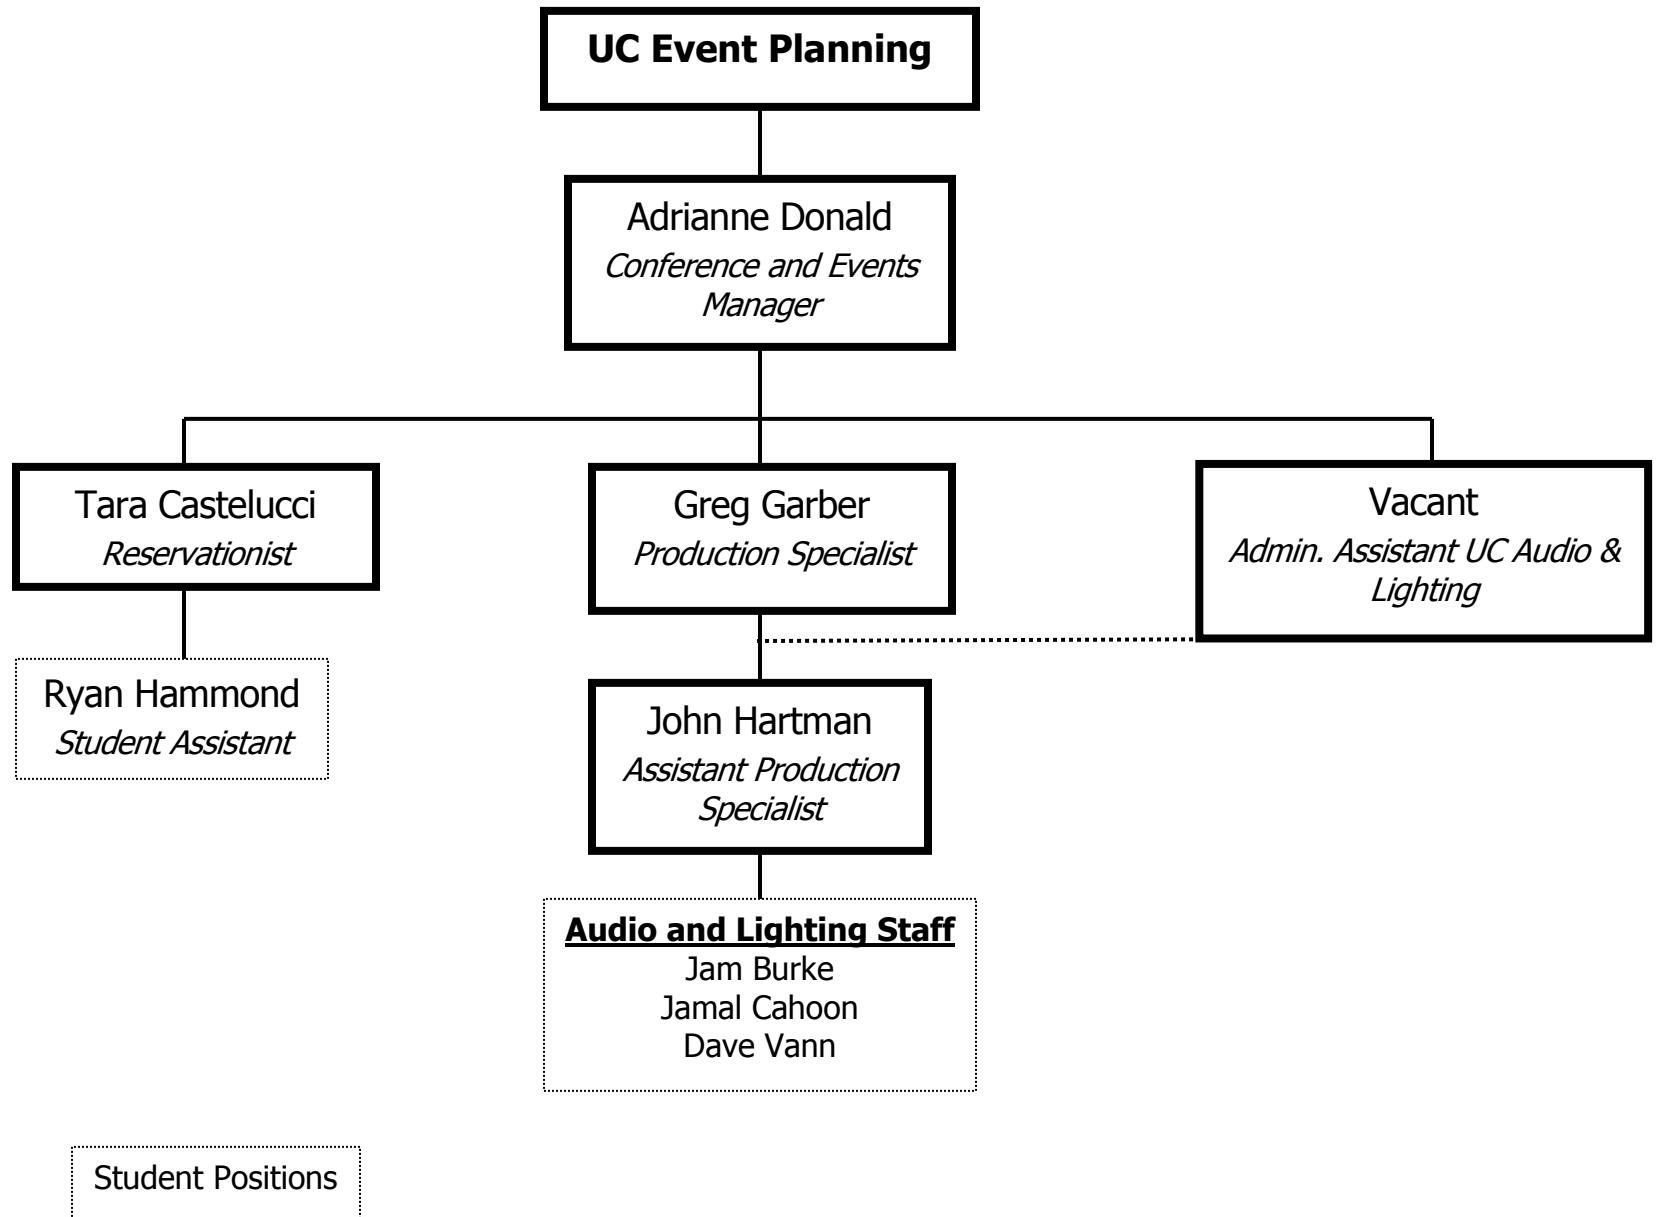 UC Event Planning
Adrianne Donald
Conference and Events
Manager
Tara Castelucci
Reservationist
Greg Garber
Production Specialist
Vacant
Admin. Assistant UC Audio &
Lighting
Ryan Hammond
Student Assistant
John Hartman
Assistant Production
Specialist
Audio and Lighting Staff
Jam Burke
Jamal Cahoon
Dave Vann
Student Positions